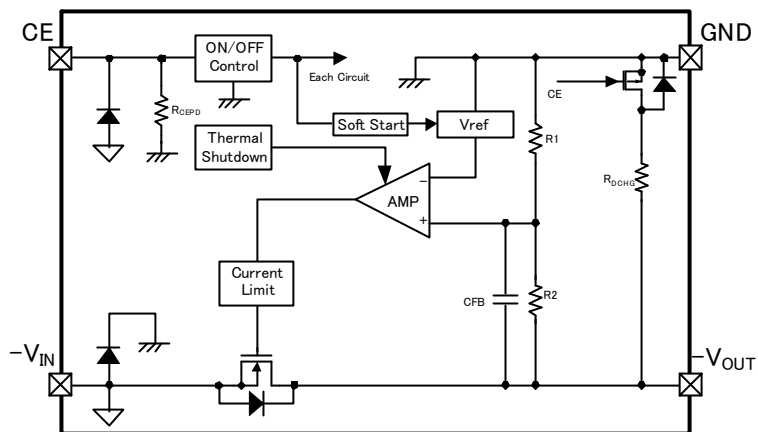 CE
GND
ON/OFF
Control
Each Circuit
RCEPD
CE
Soft Start
Vref
R1
Thermal
Shutdown
−
AMP
+
RDCHG
Current
Limit
CFB
R2
−VIN
−VOUT